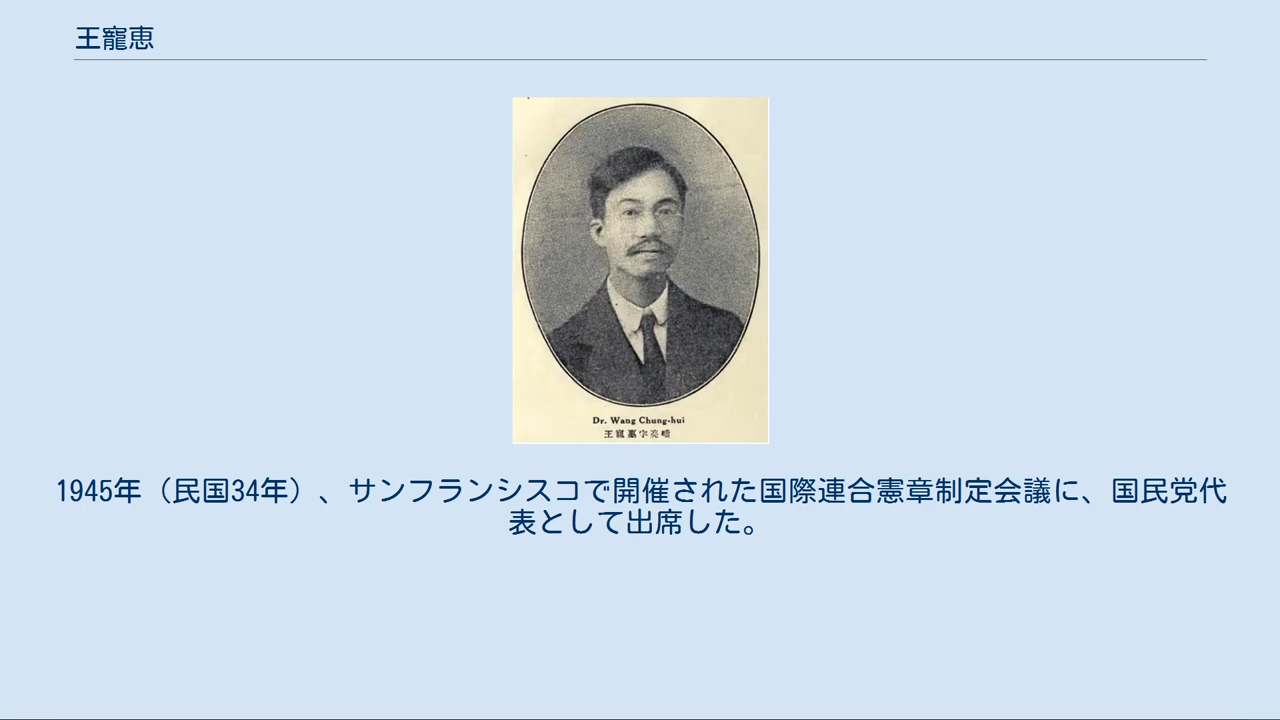 王寵恵
Dr. Wang Chung-hui
王寵惠字亮疇
1945年（民国34年）、サンフランシスコで開催された国際連合憲章制定会議に、国民党代
表として出席した。